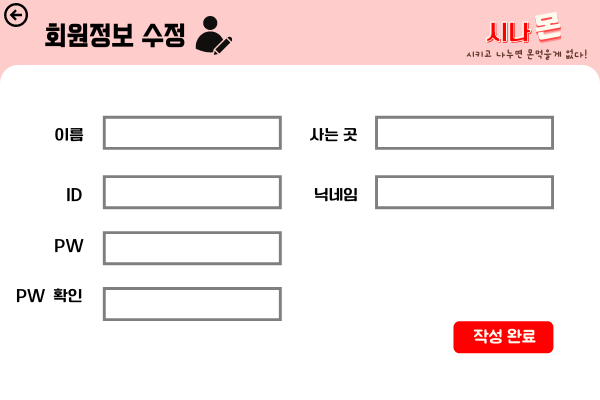 회원정보 수정
시나몬
시키고 나누면 몬먹을게 없다!
이름
사는 곳
ID
닉네임
PW
PW 확인
작성 완료